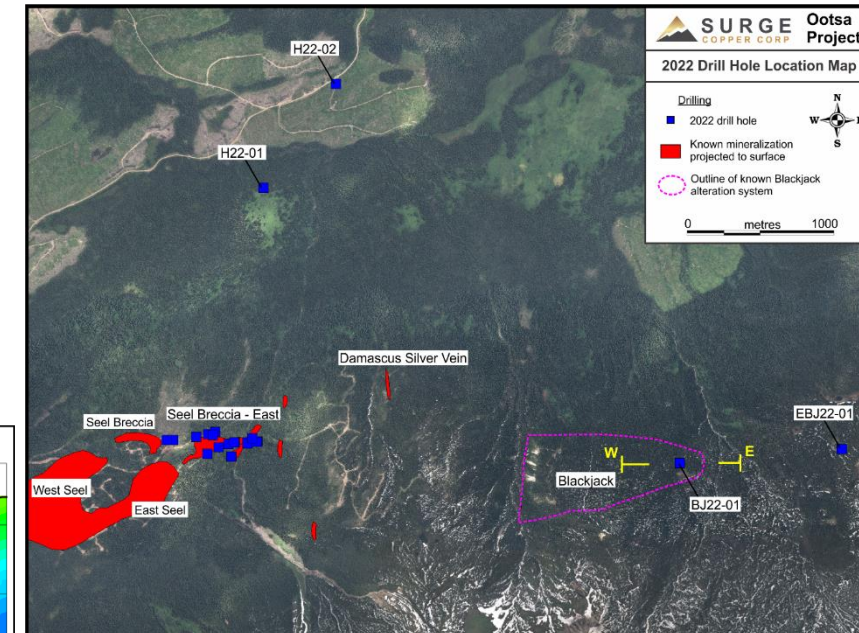 SURGE
COPPER CORP
Ootsa
Project
2022 Drill Hole Location Map
Drilling
2022 drill hole
Known mineralization
projected to surface
Outline of known Blackjack
alteration system
N
W
S
0 metres 1000
H22-02
H22-01
Damascus Silver Vein
Seel Breccia
Seel Breccia - East
EBJ22-01
W
E
Blackjack
West Seel
East Seel
BJ22-01